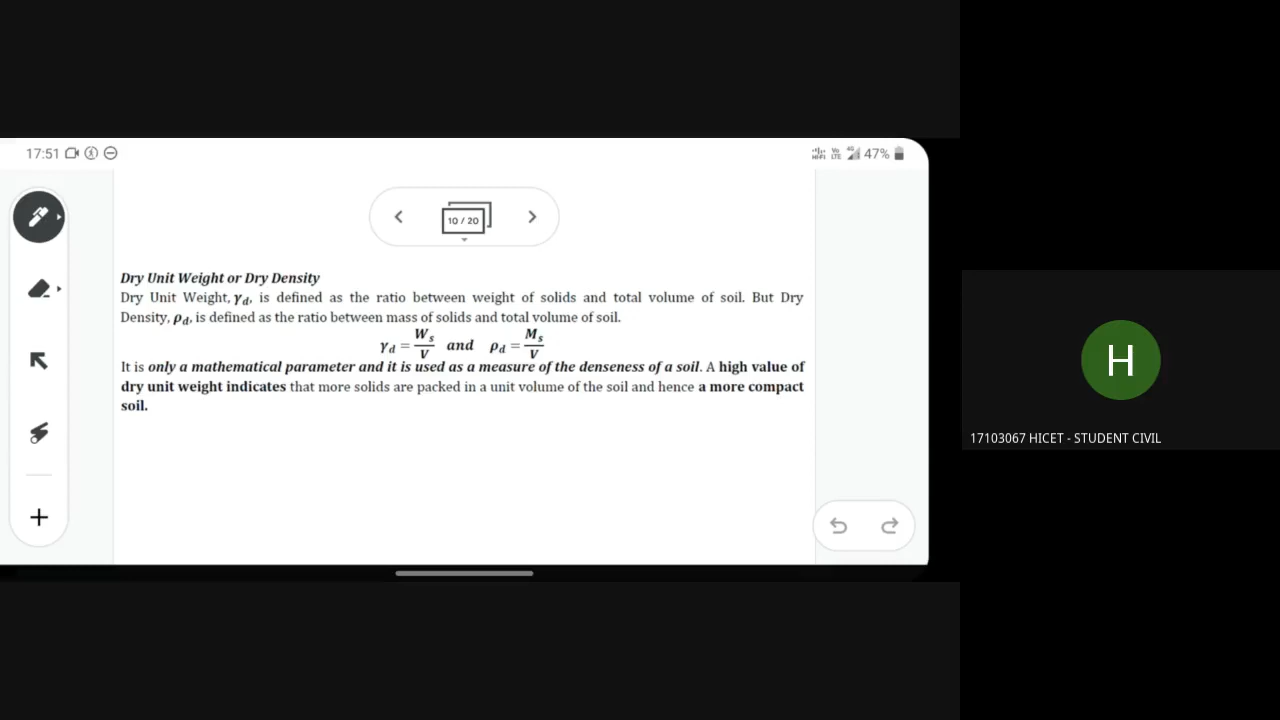 17:51
47%
10 / 20
Dry Unit Weight or Dry Density
Dry Unit Weight, γd, is defined as the ratio between weight of solids and total volume of soil. But Dry
Density, ρd, is defined as the ratio between mass of solids and total volume of soil.
γd = Ws/V and ρd = Ms/V
It is only a mathematical parameter and it is used as a measure of the denseness of a soil. A high value of
dry unit weight indicates that more solids are packed in a unit volume of the soil and hence a more compact
soil.
H
17103067 HICET - STUDENT CIVIL